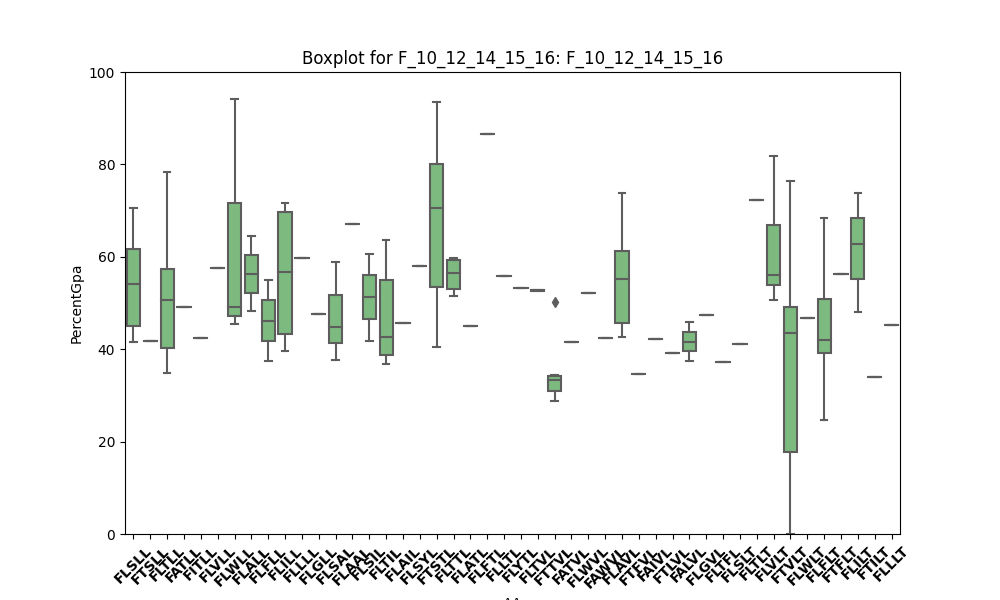 Boxplot for F_10_12_14_15_16: F_10_12_14_15_16
PercentGpa
100
80
60
40
20
0
FLSLL
FTSLL
FLTLL
FATLL
FITLL
FLVLL
FLWLL
FLALL
FLFLL
FLILL
FLLLL
FLGLL
FLSAL
FLAAL
FLSIL
FLTIL
FLAIL
FLSYL
FTSTL
FLTTL
FLATL
FLFTL
FLLTL
FLYTL
FLTVL
FTTVL
FATVL
FLWVL
FAWVL
FLAVL
FTFVL
FAIVL
FTLVL
FALVL
FLGVL
FLTFL
FLSLT
FLTLT
FLVLT
FTVLT
FLWLT
FLFLT
FTFLT
FLILT
FTILT
FLLLT